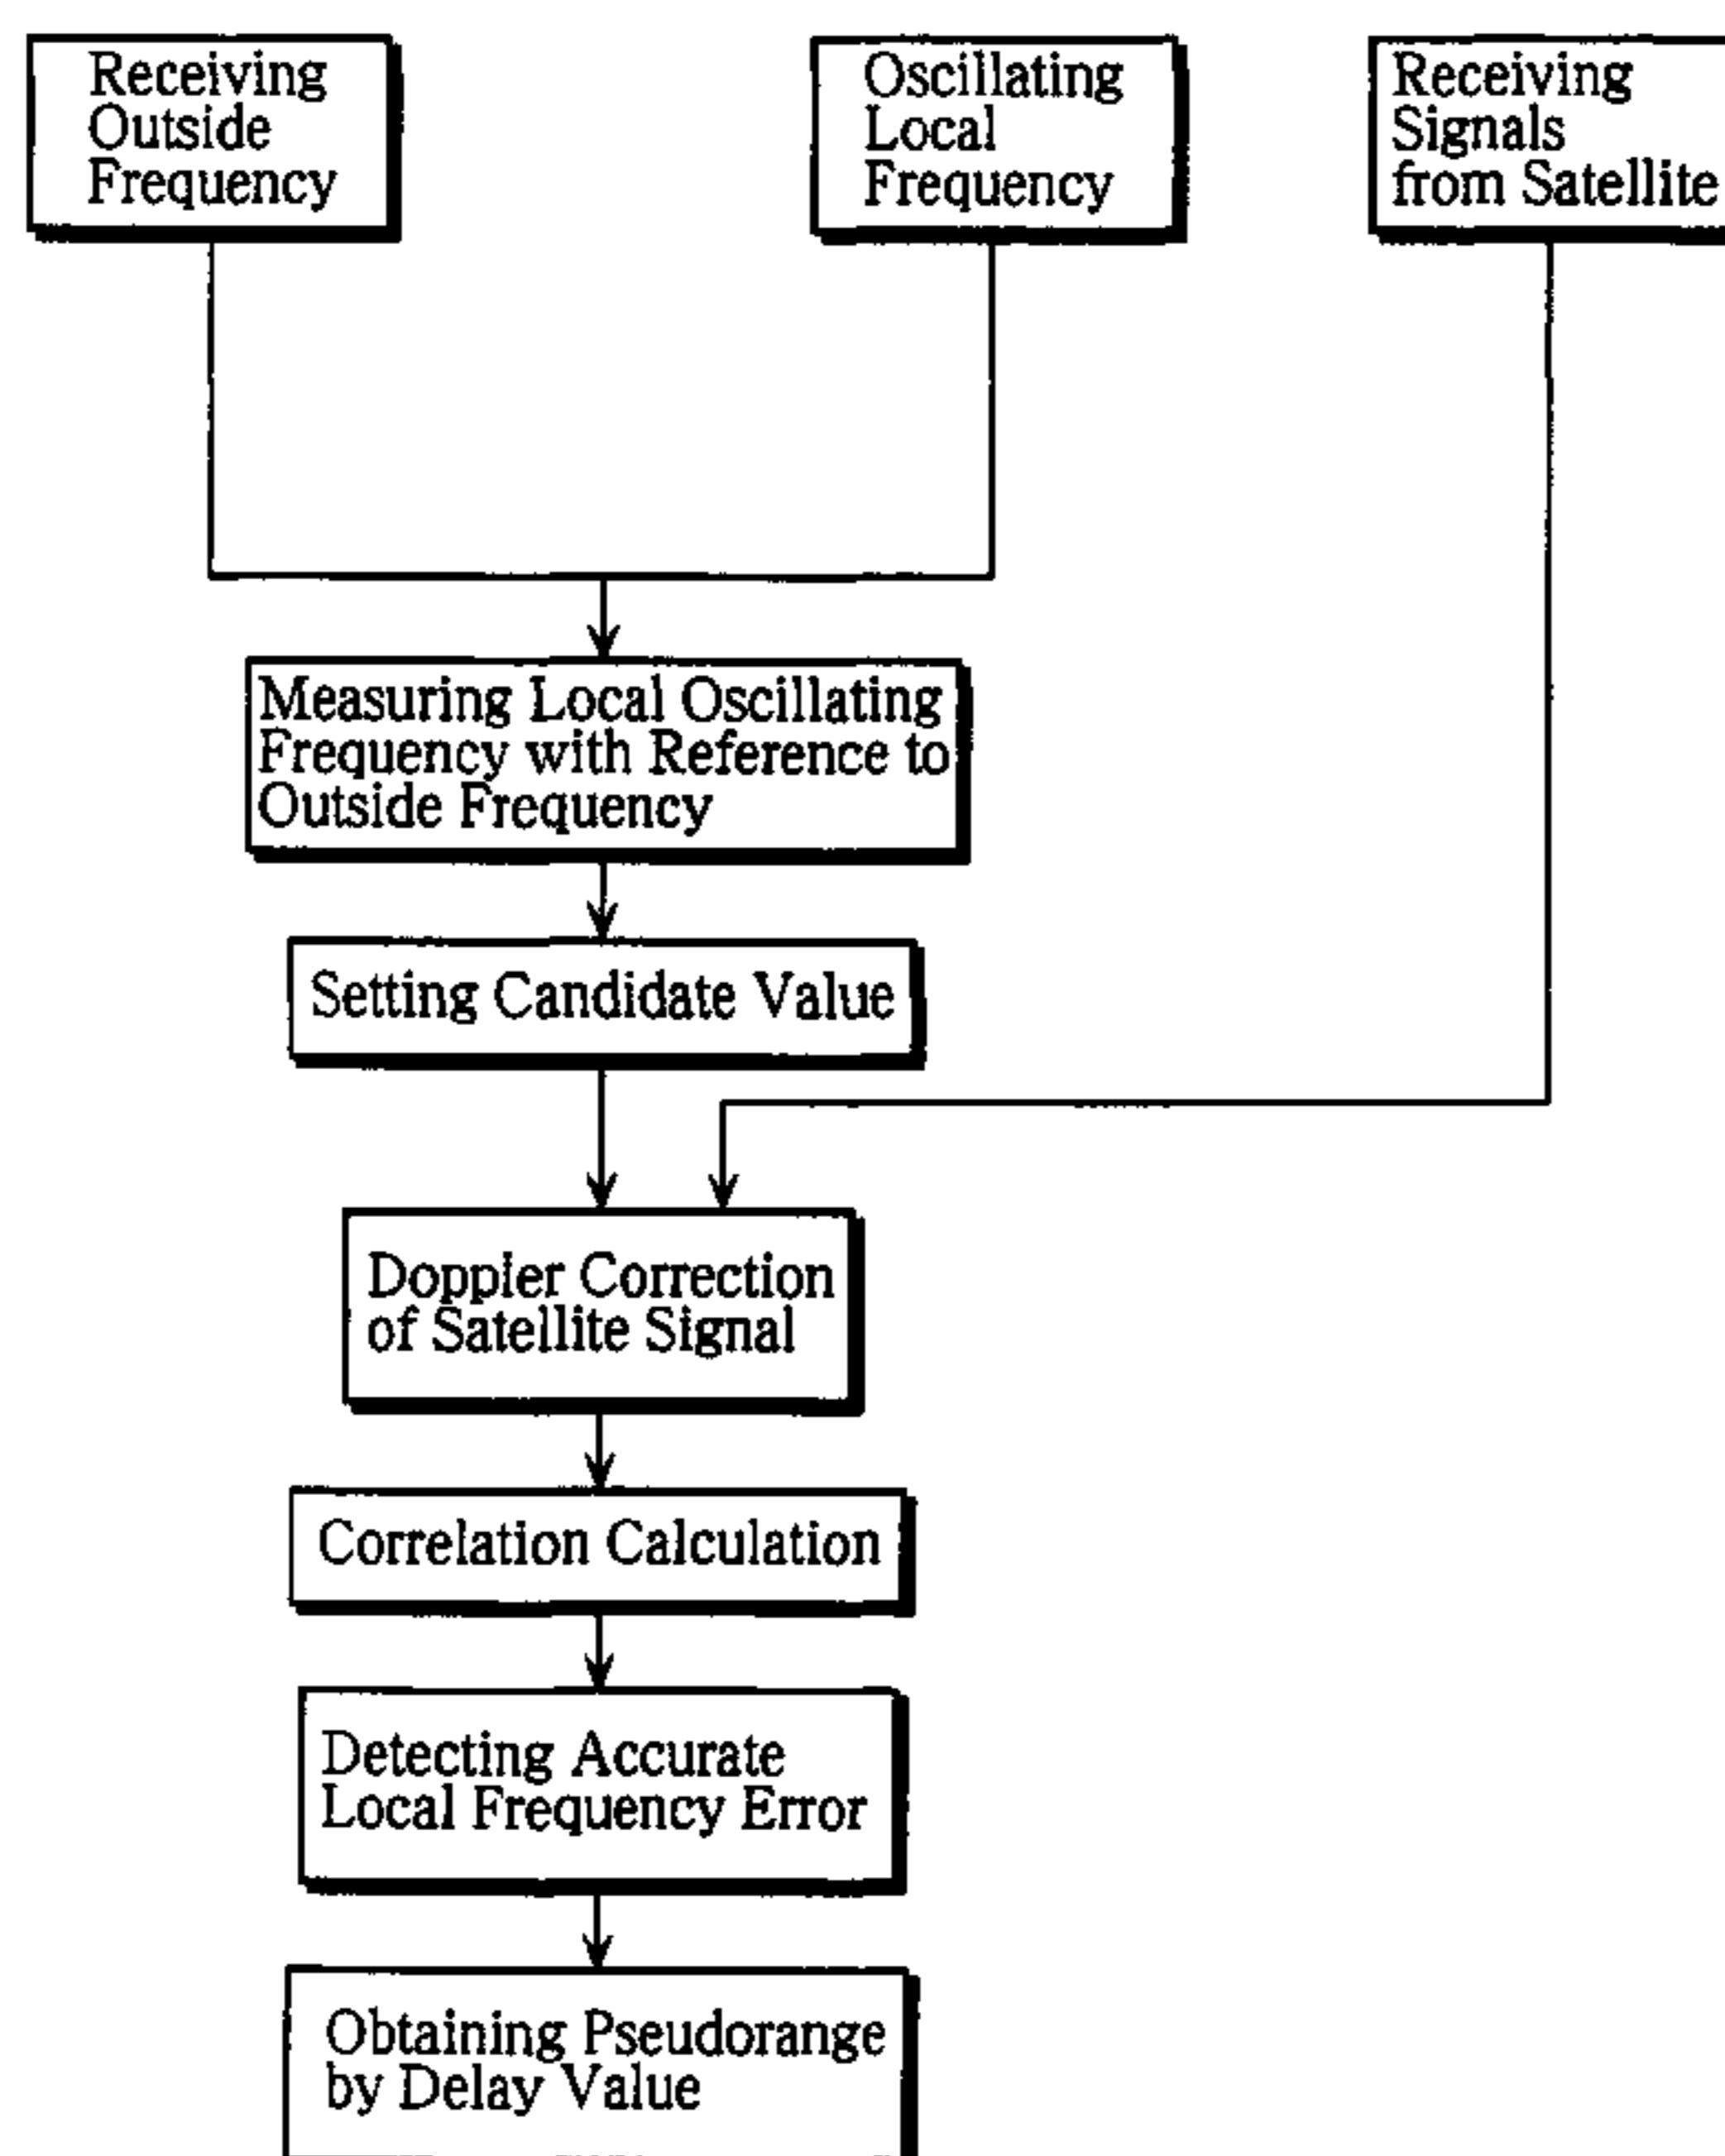 Receiving
Outside
Frequency
Oscillating
Local
Frequency
Receiving
Signals
from Satellite
Measuring Local Oscillating
Frequency with Reference to
Outside Frequency
Setting Candidate Value
Doppler Correction
of Satellite Signal
Correlation Calculation
Detecting Accurate
Local Frequency Error
Obtaining Pseudorange
by Delay Value